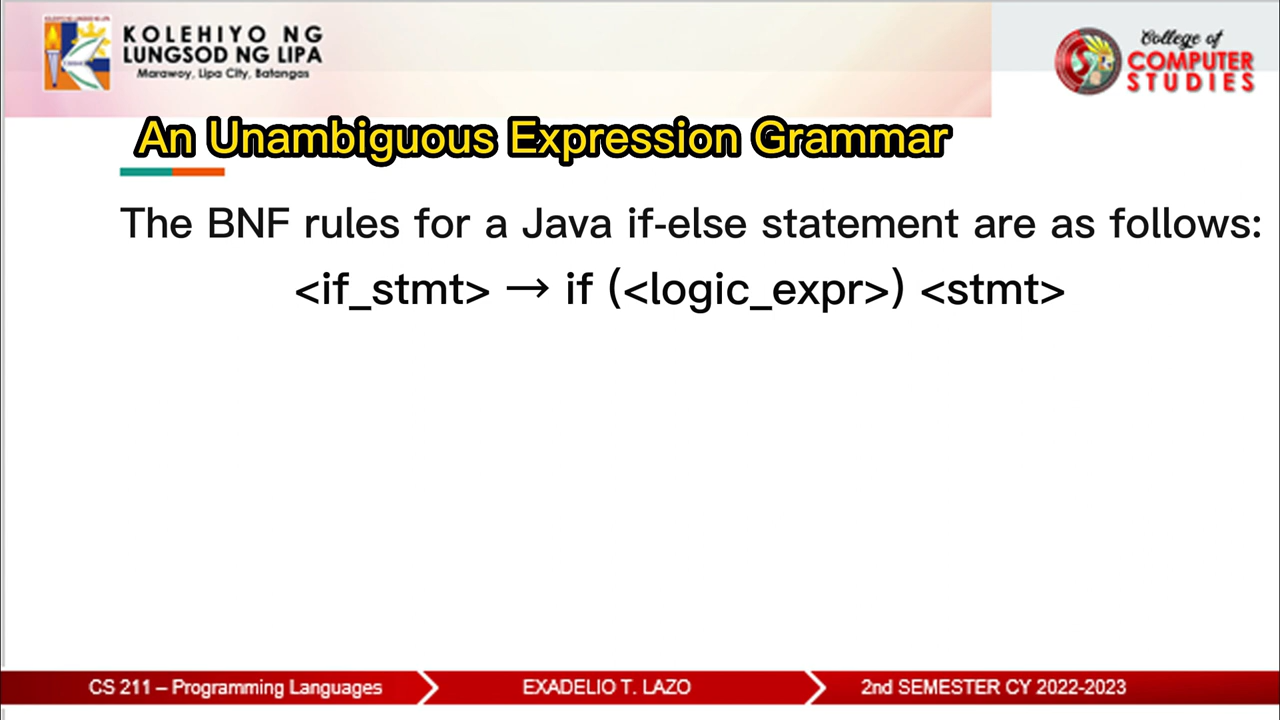 KOLEHIYO NG
LUNGSOD NG LIPA
Marawoy, Lipa City, Batangas
College of
COMPUTER
STUDIES
An Unambiguous Expression Grammar
The BNF rules for a Java if-else statement are as follows:
<if_stmt> → if (<logic_expr>) <stmt>
CS 211 – Programming Languages
EXADELIO T. LAZO
2nd SEMESTER CY 2022-2023